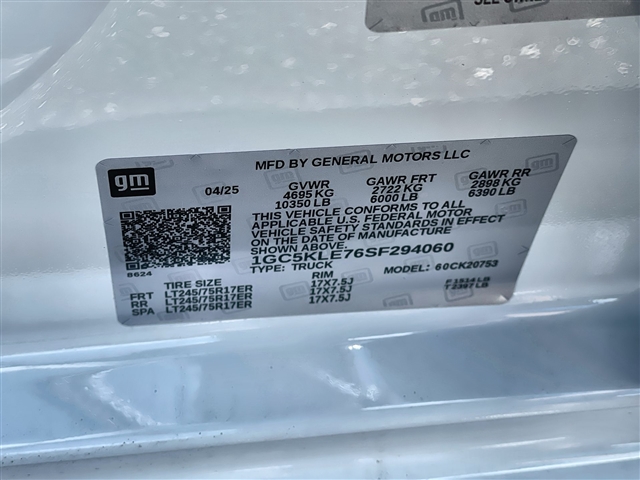 gm
MFD BY GENERAL MOTORS LLC
04/25 GVWR GAWR FRT GAWR RR
4695 KG 2722 KG 2898 KG
10350 LB 6000 LB 6390 LB
THIS VEHICLE CONFORMS TO ALL
APPLICABLE U.S. FEDERAL MOTOR
VEHICLE SAFETY STANDARDS IN EFFECT
ON THE DATE OF MANUFACTURE
SHOWN ABOVE.
1GC5KLE76SF294060
8624 TYPE: TRUCK MODEL: 60CK20753
TIRE SIZE RIM
FRT LT245/75R17ER 17X7.5J
RR LT245/75R17ER 17X7.5J
SPA LT245/75R17ER 17X7.5J